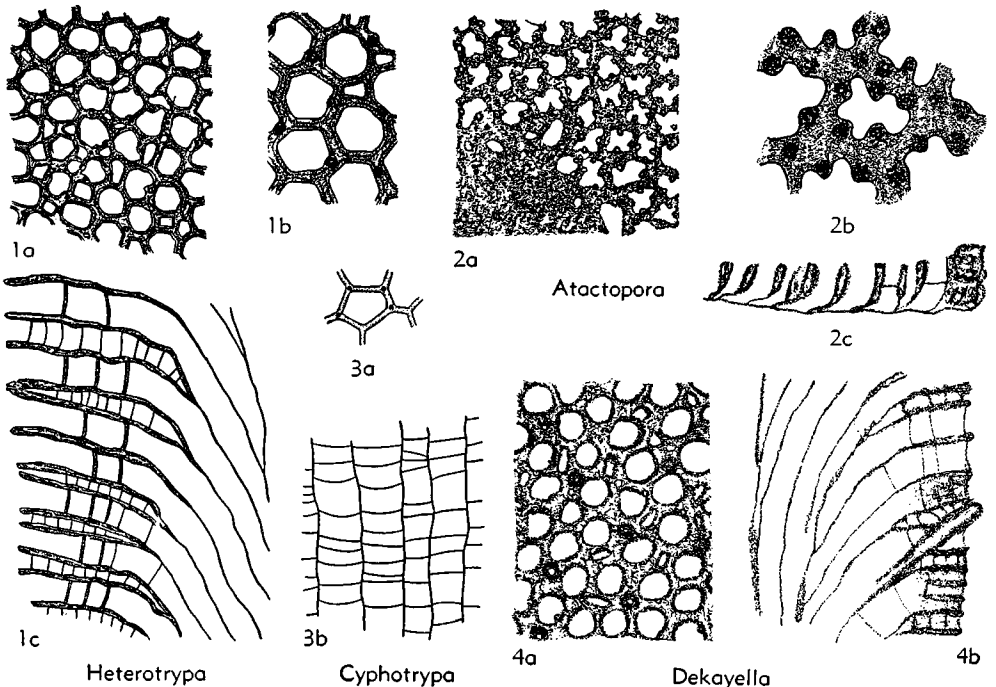 1a
1b
2a
2b
Atactopora
2c
3a
1c
3b
4a
4b
Heterotrypa
Cyphotrypa
Dekayella